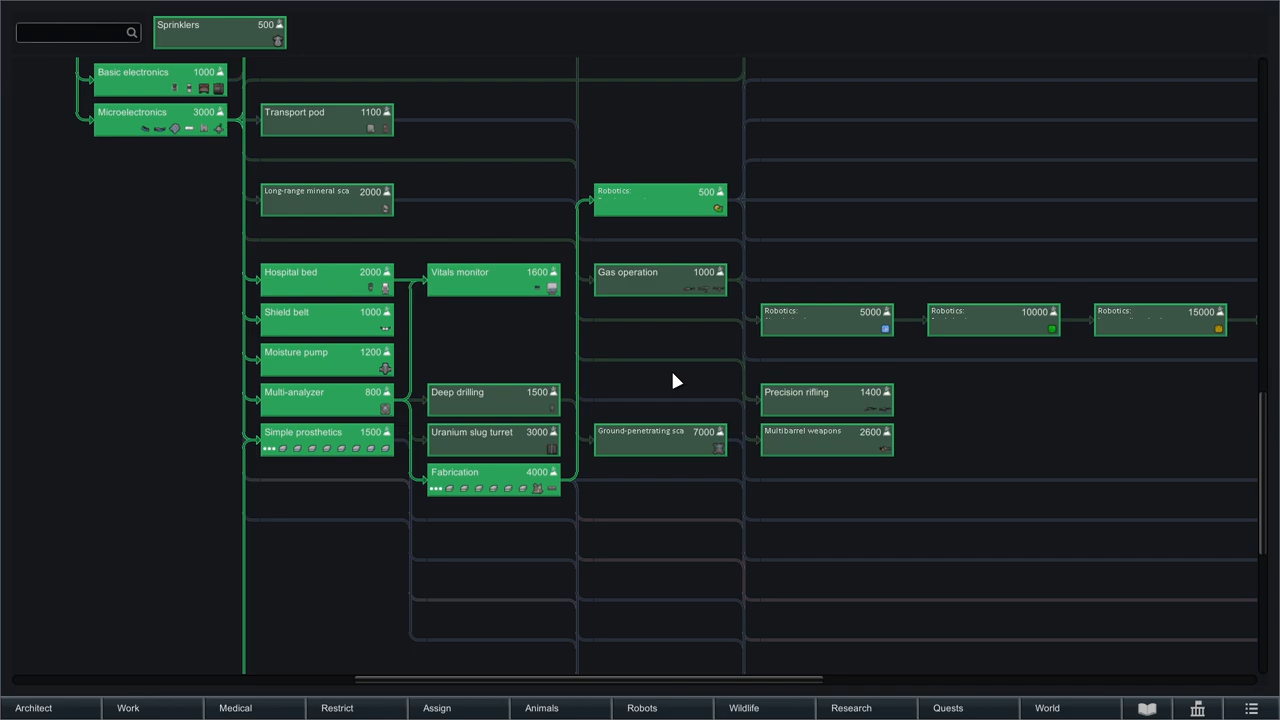 Sprinklers 500
Basic electronics 1000
Microelectronics 3000
Transport pod 1100
Long-range mineral sca 2000
Robotics: 500
Hospital bed 2000
Vitals monitor 1600
Gas operation 1000
Shield belt 1000
Robotics: 5000
Robotics: 10000
Robotics: 15000
Moisture pump 1200
Multi-analyzer 800
Deep drilling 1500
Precision rifling 1400
Simple prosthetics 1500
Uranium slug turret 3000
Ground-penetrating sca 7000
Multibarrel weapons 2600
Fabrication 4000
Architect Work Medical Restrict Assign Animals Robots Wildlife Research Quests World